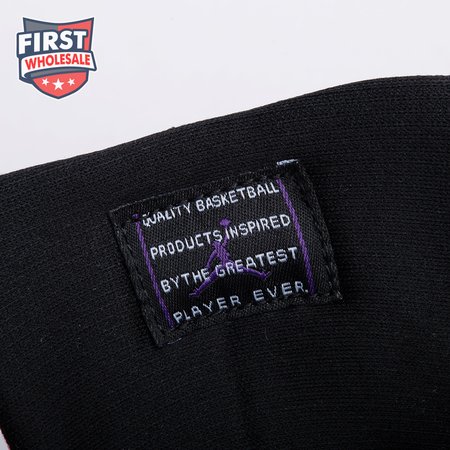 FIRST
WHOLESALE
QUALITY BASKETBALL
PRODUCTS INSPIRED
BY THE GREATEST
PLAYER EVER.